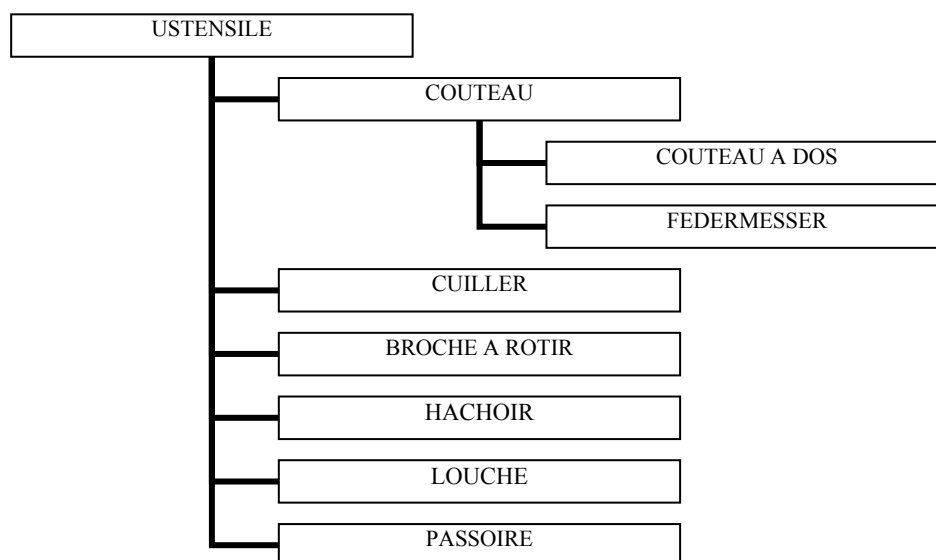 USTENSILE
COUTEAU
COUTEAU A DOS
FEDERMESSER
CUILLER
BROCHE A ROTIR
HACHOIR
LOUCHE
PASSOIRE